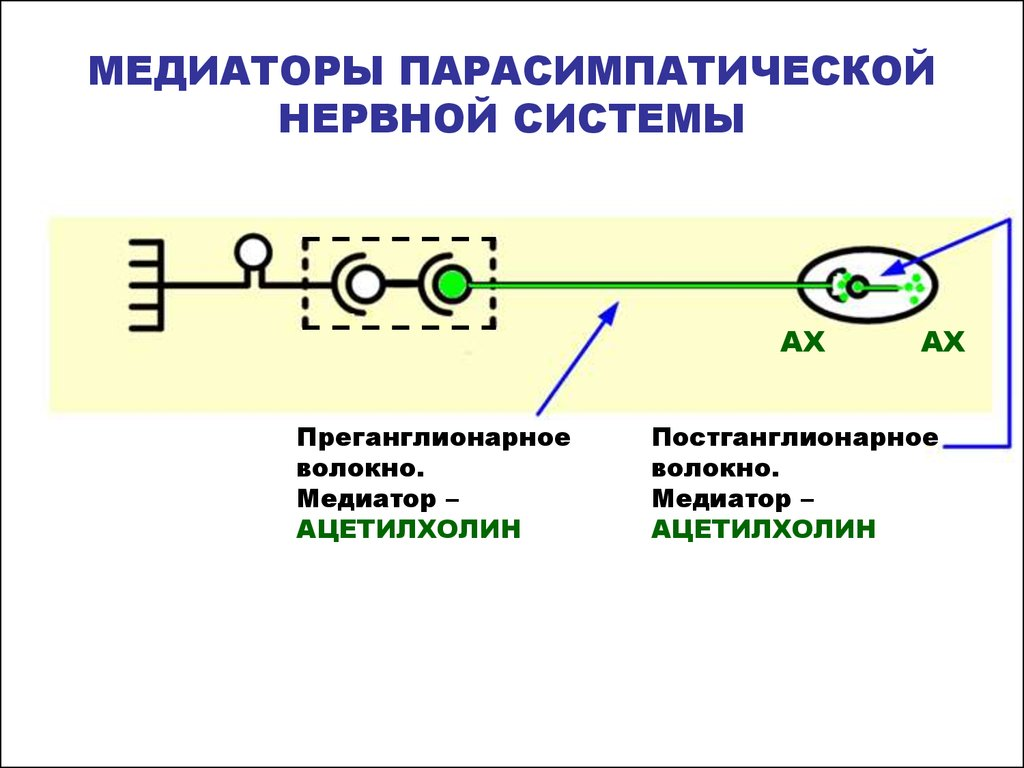 МЕДИАТОРЫ ПАРАСИМПАТИЧЕСКОЙ
НЕРВНОЙ СИСТЕМЫ
АХ
АХ
Преганглионарное
волокно.
Медиатор –
АЦЕТИЛХОЛИН
Постганглионарное
волокно.
Медиатор –
АЦЕТИЛХОЛИН